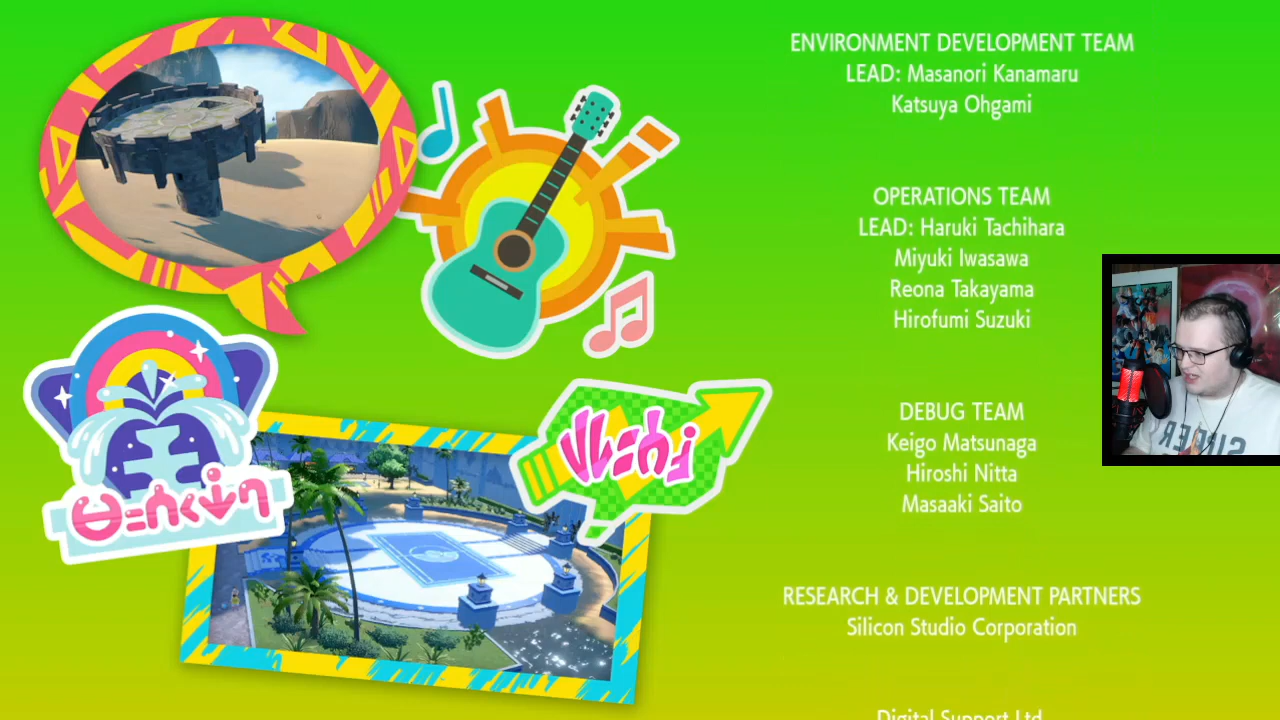 ENVIRONMENT DEVELOPMENT TEAM
LEAD: Masanori Kanamaru
Katsuya Ohgami
OPERATIONS TEAM
LEAD: Haruki Tachihara
Miyuki Iwasawa
Reona Takayama
Hirofumi Suzuki
DEBUG TEAM
Keigo Matsunaga
Hiroshi Nitta
Masaaki Saito
RESEARCH & DEVELOPMENT PARTNERS
Silicon Studio Corporation
Digital Support Ltd